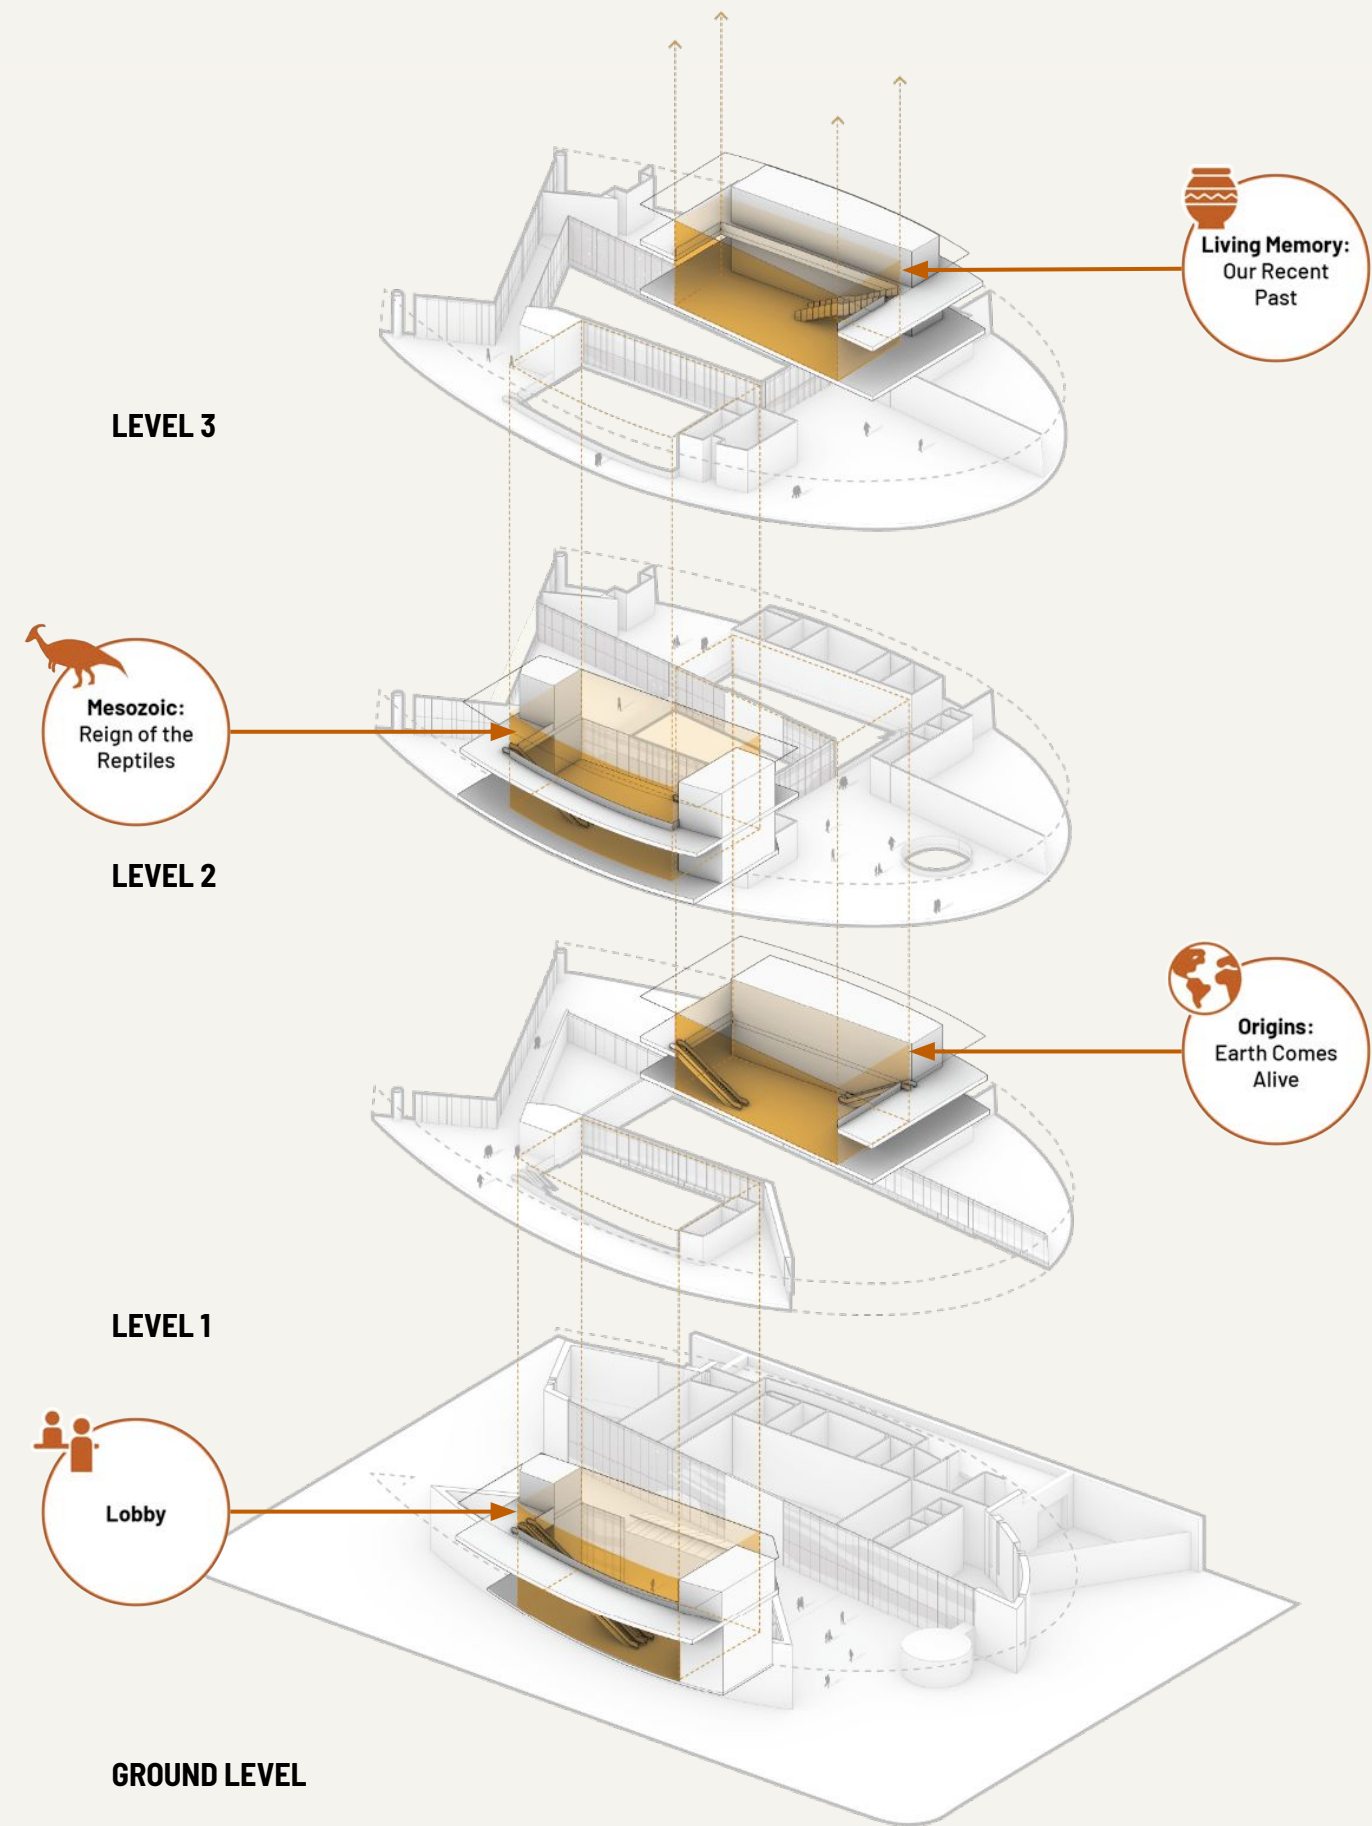 Living Memory:
Our Recent
Past
LEVEL 3
Mesozoic:
Reign of the
Reptiles
LEVEL 2
Origins:
Earth Comes
Alive
LEVEL 1
Lobby
GROUND LEVEL